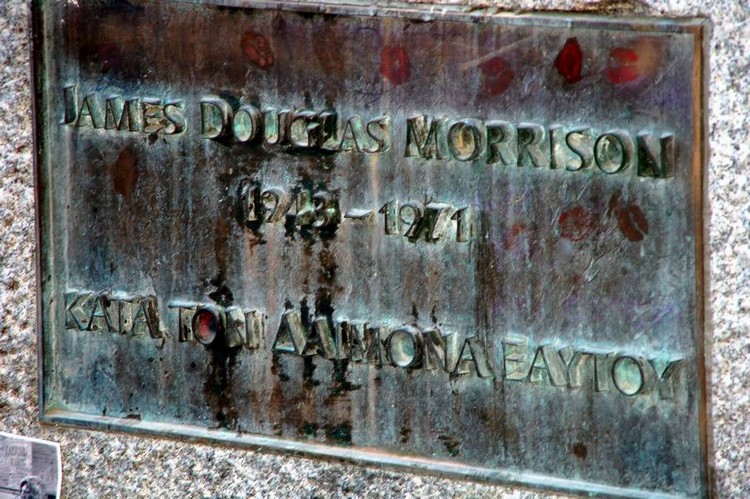 JAMES DOUGLAS MORRISON
1943 – 1971
ΚΑΤΑ ΤΟΝ ΔΑΙΜΟΝΑ ΕΑΥΤΟΥ